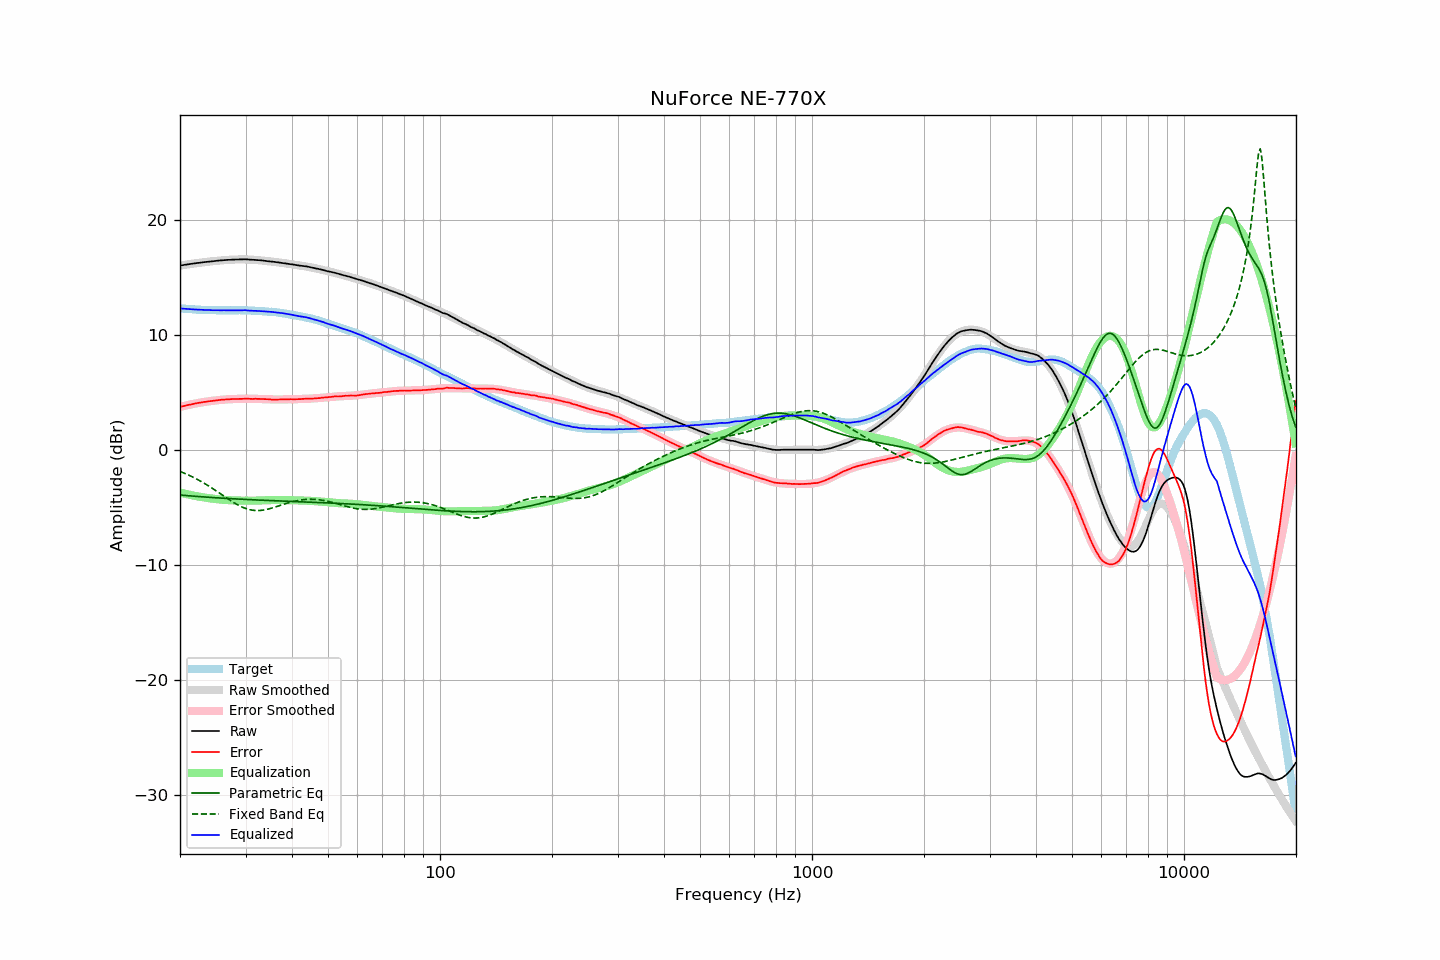 NuForce NE-770X
20
10
0
−10
−20
−30
Amplitude (dBr)
Target
Raw Smoothed
Error Smoothed
Raw
Error
Equalization
Parametric Eq
Fixed Band Eq
Equalized
100
1000
10000
Frequency (Hz)